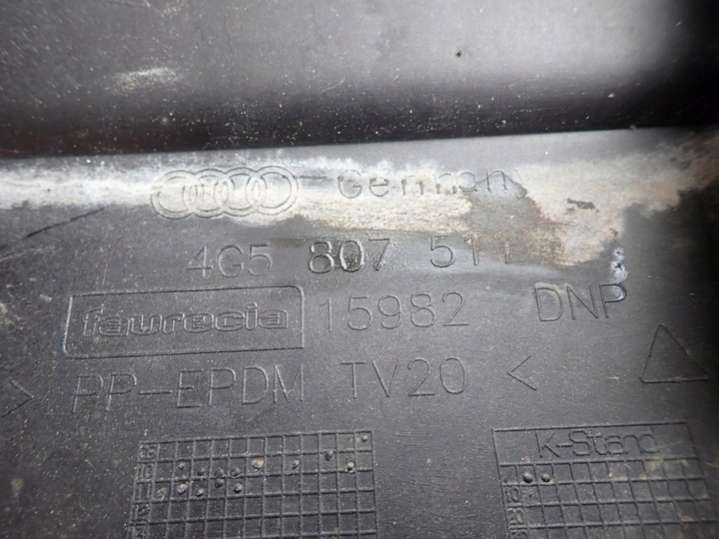 Germany
4G5 807 511
faurecia 15982 DNP
> PP-EPDM TV20 <
K-Stand